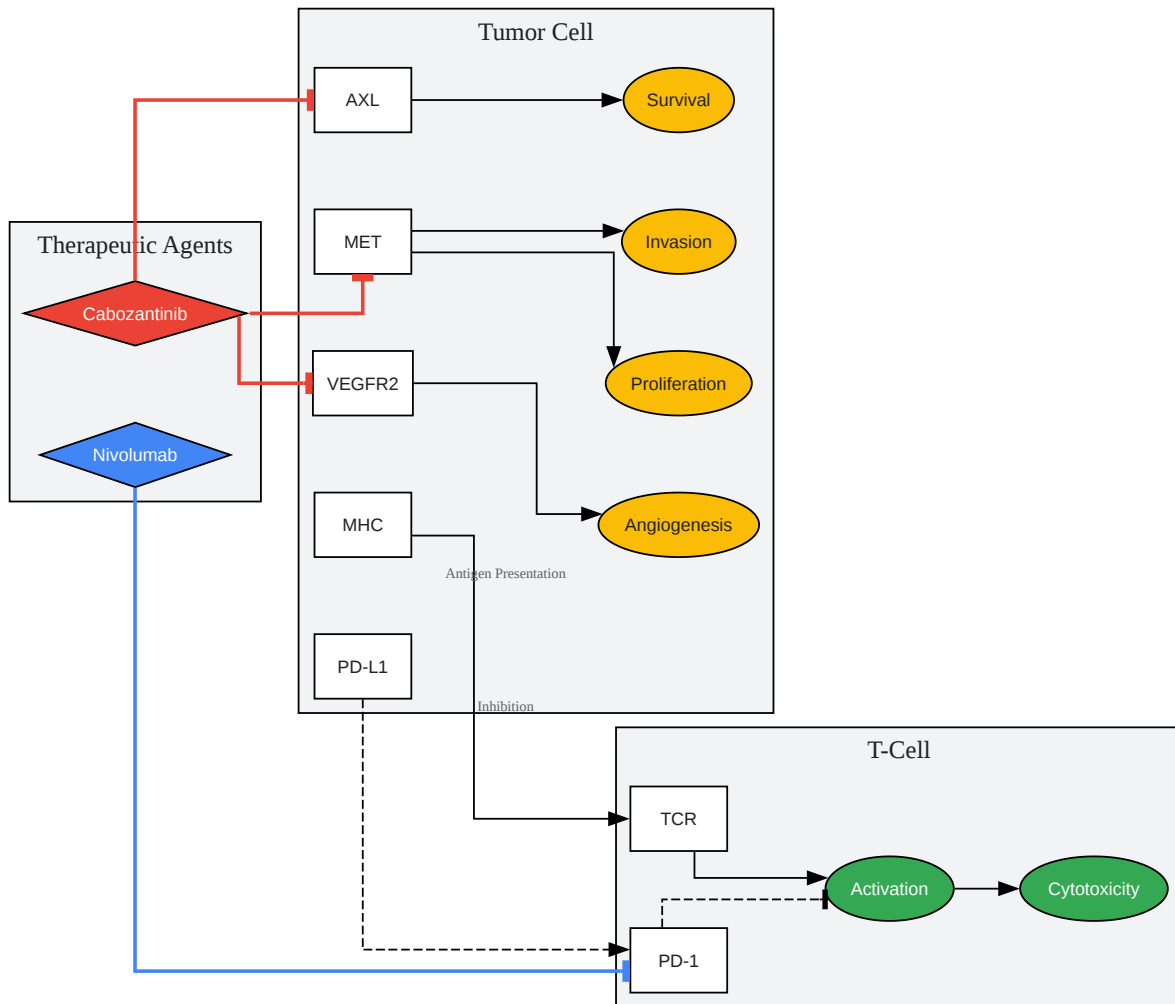 Tumor Cell
AXL
Survival
MET
Invasion
Therapeutic Agents
Cabozantinib
VEGFR2
Proliferation
Nivolumab
MHC
Angiogenesis
Antigen Presentation
PD-L1
Inhibition
T-Cell
TCR
Activation
Cytotoxicity
PD-1